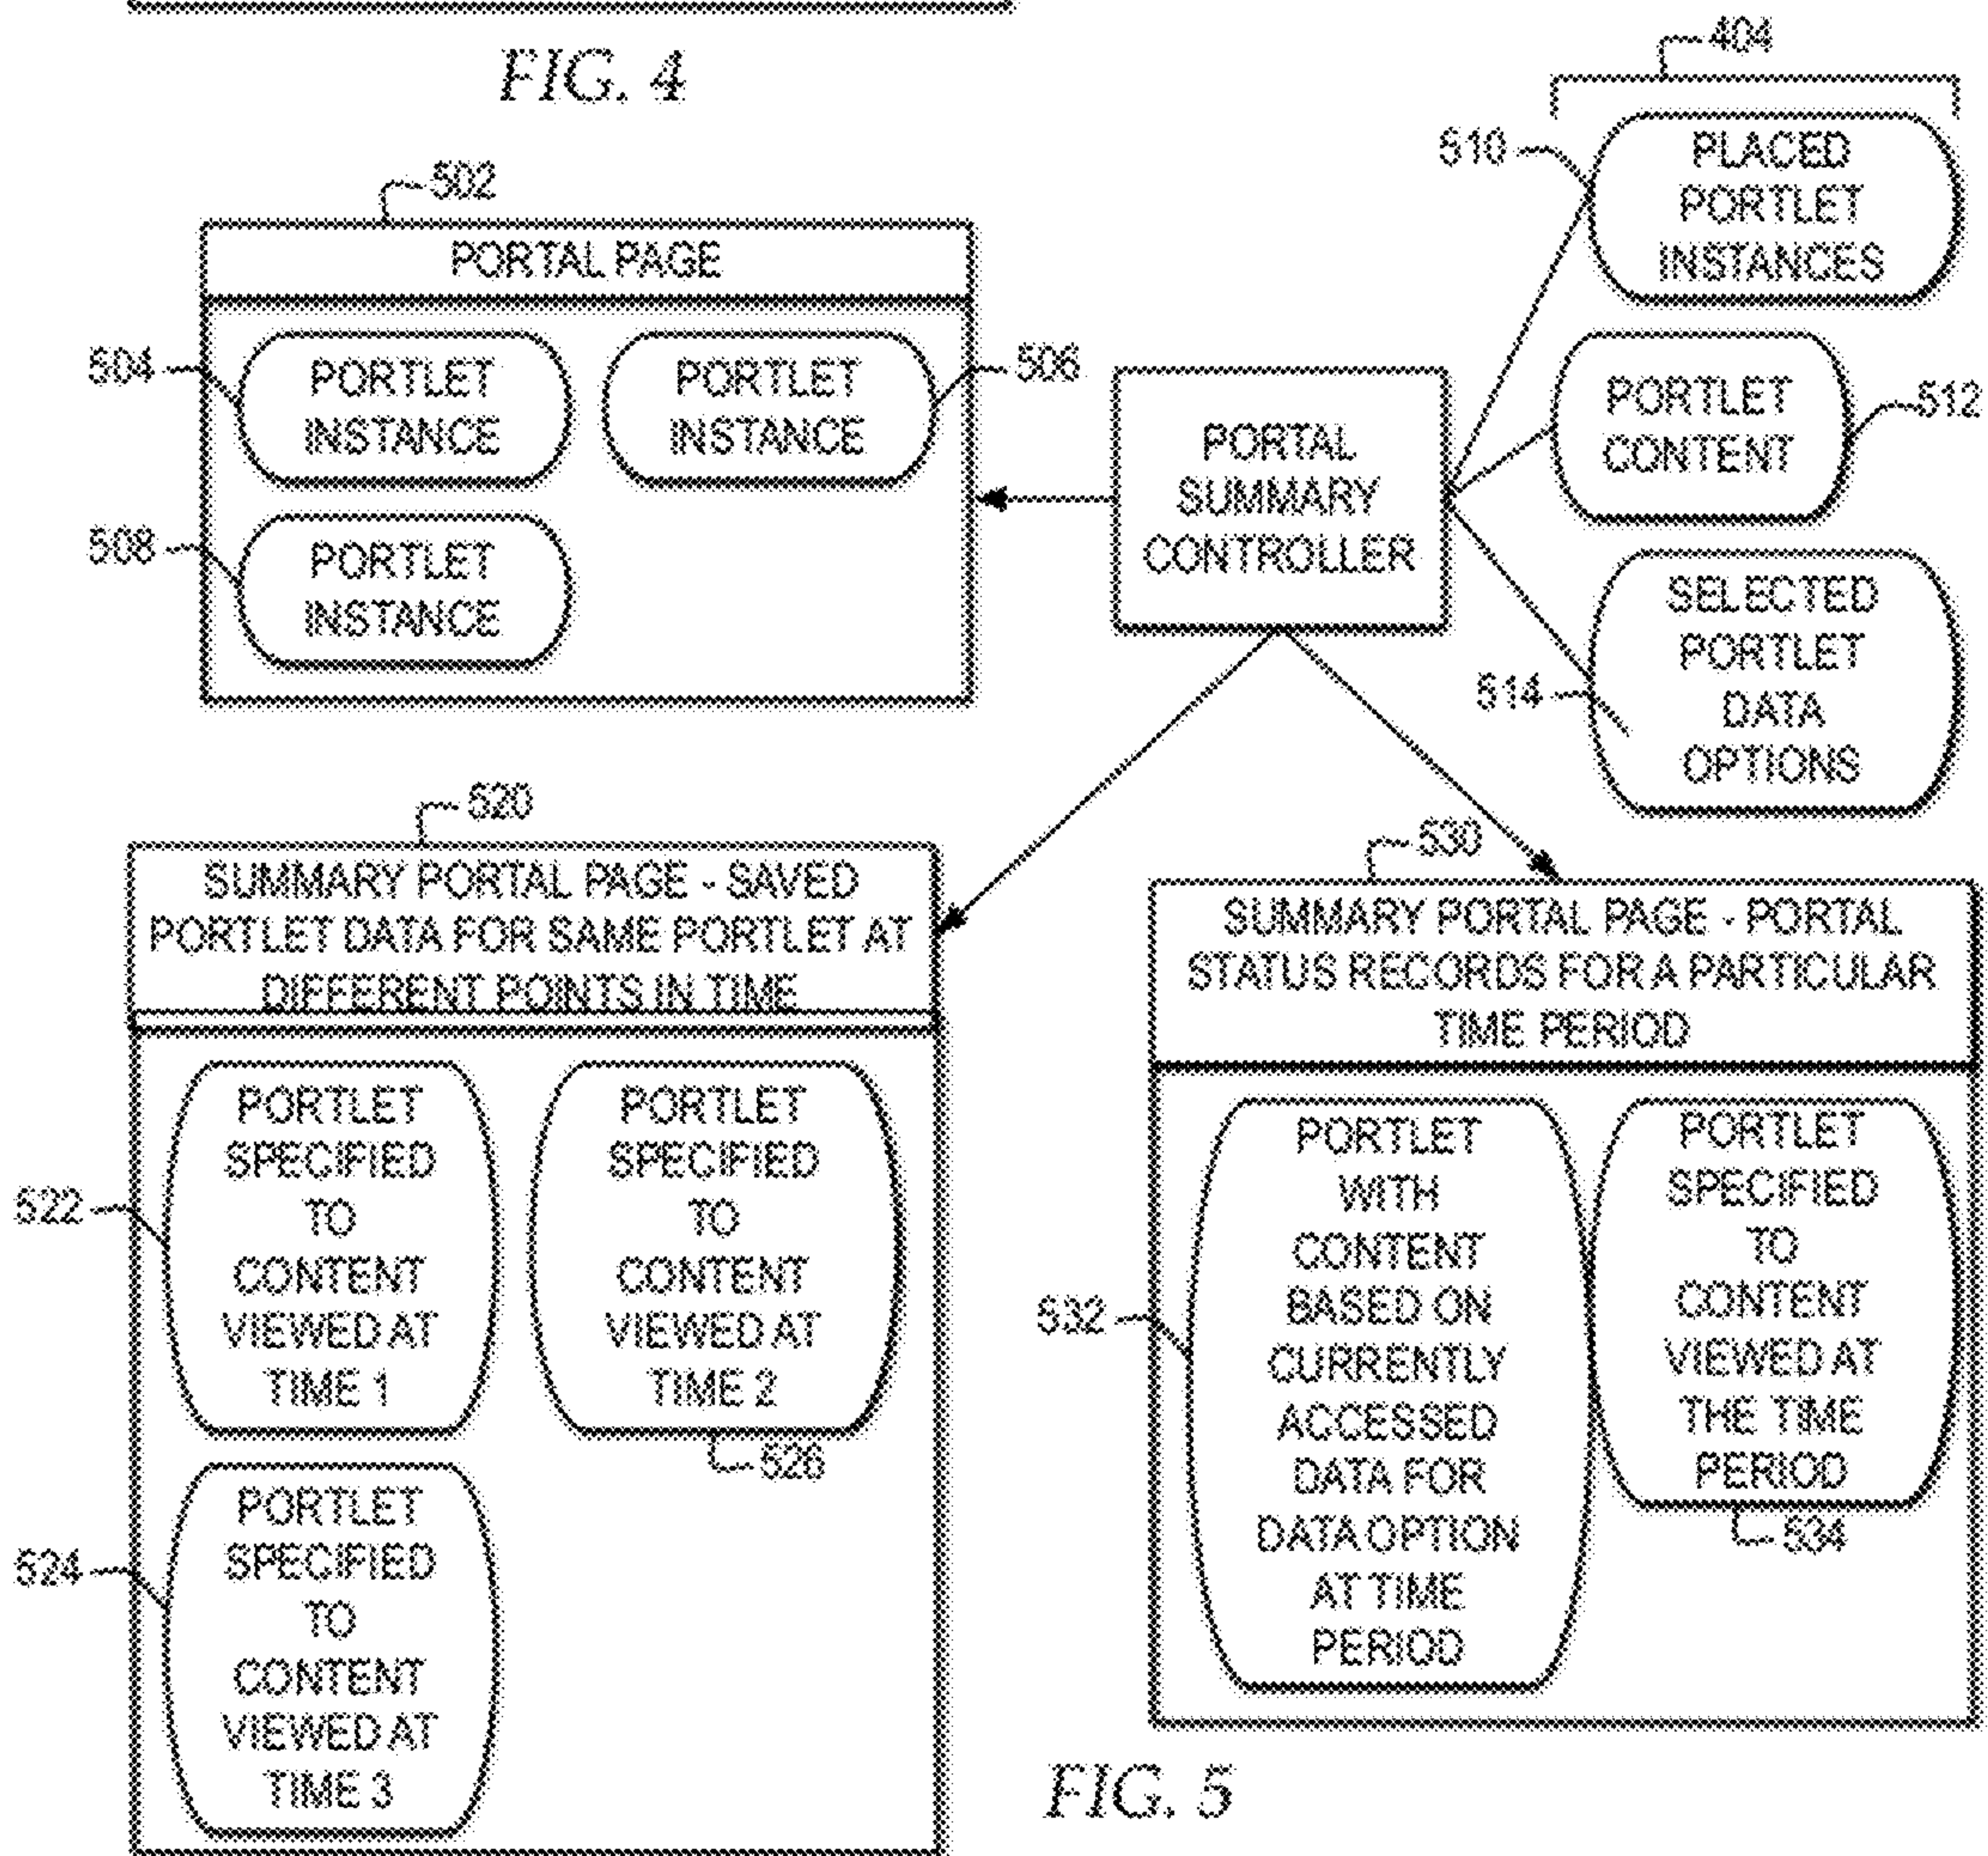 FIG. 4
404
510
PLACED
PORTLET
INSTANCES
502
PORTAL PAGE
504
PORTLET
INSTANCE
PORTLET
INSTANCE
506
508
PORTLET
INSTANCE
PORTAL
SUMMARY
CONTROLLER
PORTLET
CONTENT
512
SELECTED
PORTLET
DATA
OPTIONS
514
520
SUMMARY PORTAL PAGE - SAVED
PORTLET DATA FOR SAME PORTLET AT
DIFFERENT POINTS IN TIME
522
PORTLET
SPECIFIED
TO
CONTENT
VIEWED AT
TIME 1
PORTLET
SPECIFIED
TO
CONTENT
VIEWED AT
TIME 2
526
524
PORTLET
SPECIFIED
TO
CONTENT
VIEWED AT
TIME 3
530
SUMMARY PORTAL PAGE - PORTAL
STATUS RECORDS FOR A PARTICULAR
TIME PERIOD
532
PORTLET
WITH
CONTENT
BASED ON
CURRENTLY
ACCESSED
DATA FOR
DATA OPTION
AT TIME
PERIOD
PORTLET
SPECIFIED
TO
CONTENT
VIEWED AT
THE TIME
PERIOD
534
FIG. 5